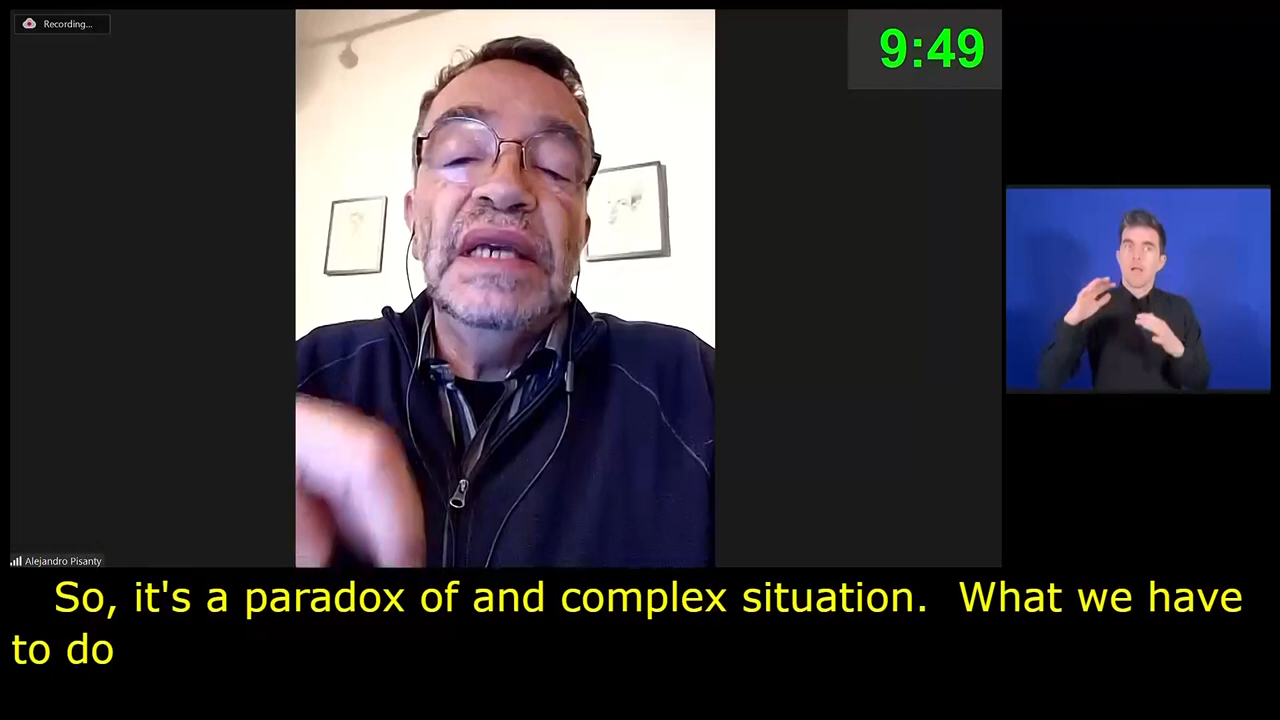 Recording...
9:49
Alejandro Pisanty
So, it's a paradox of and complex situation.  What we have
to do